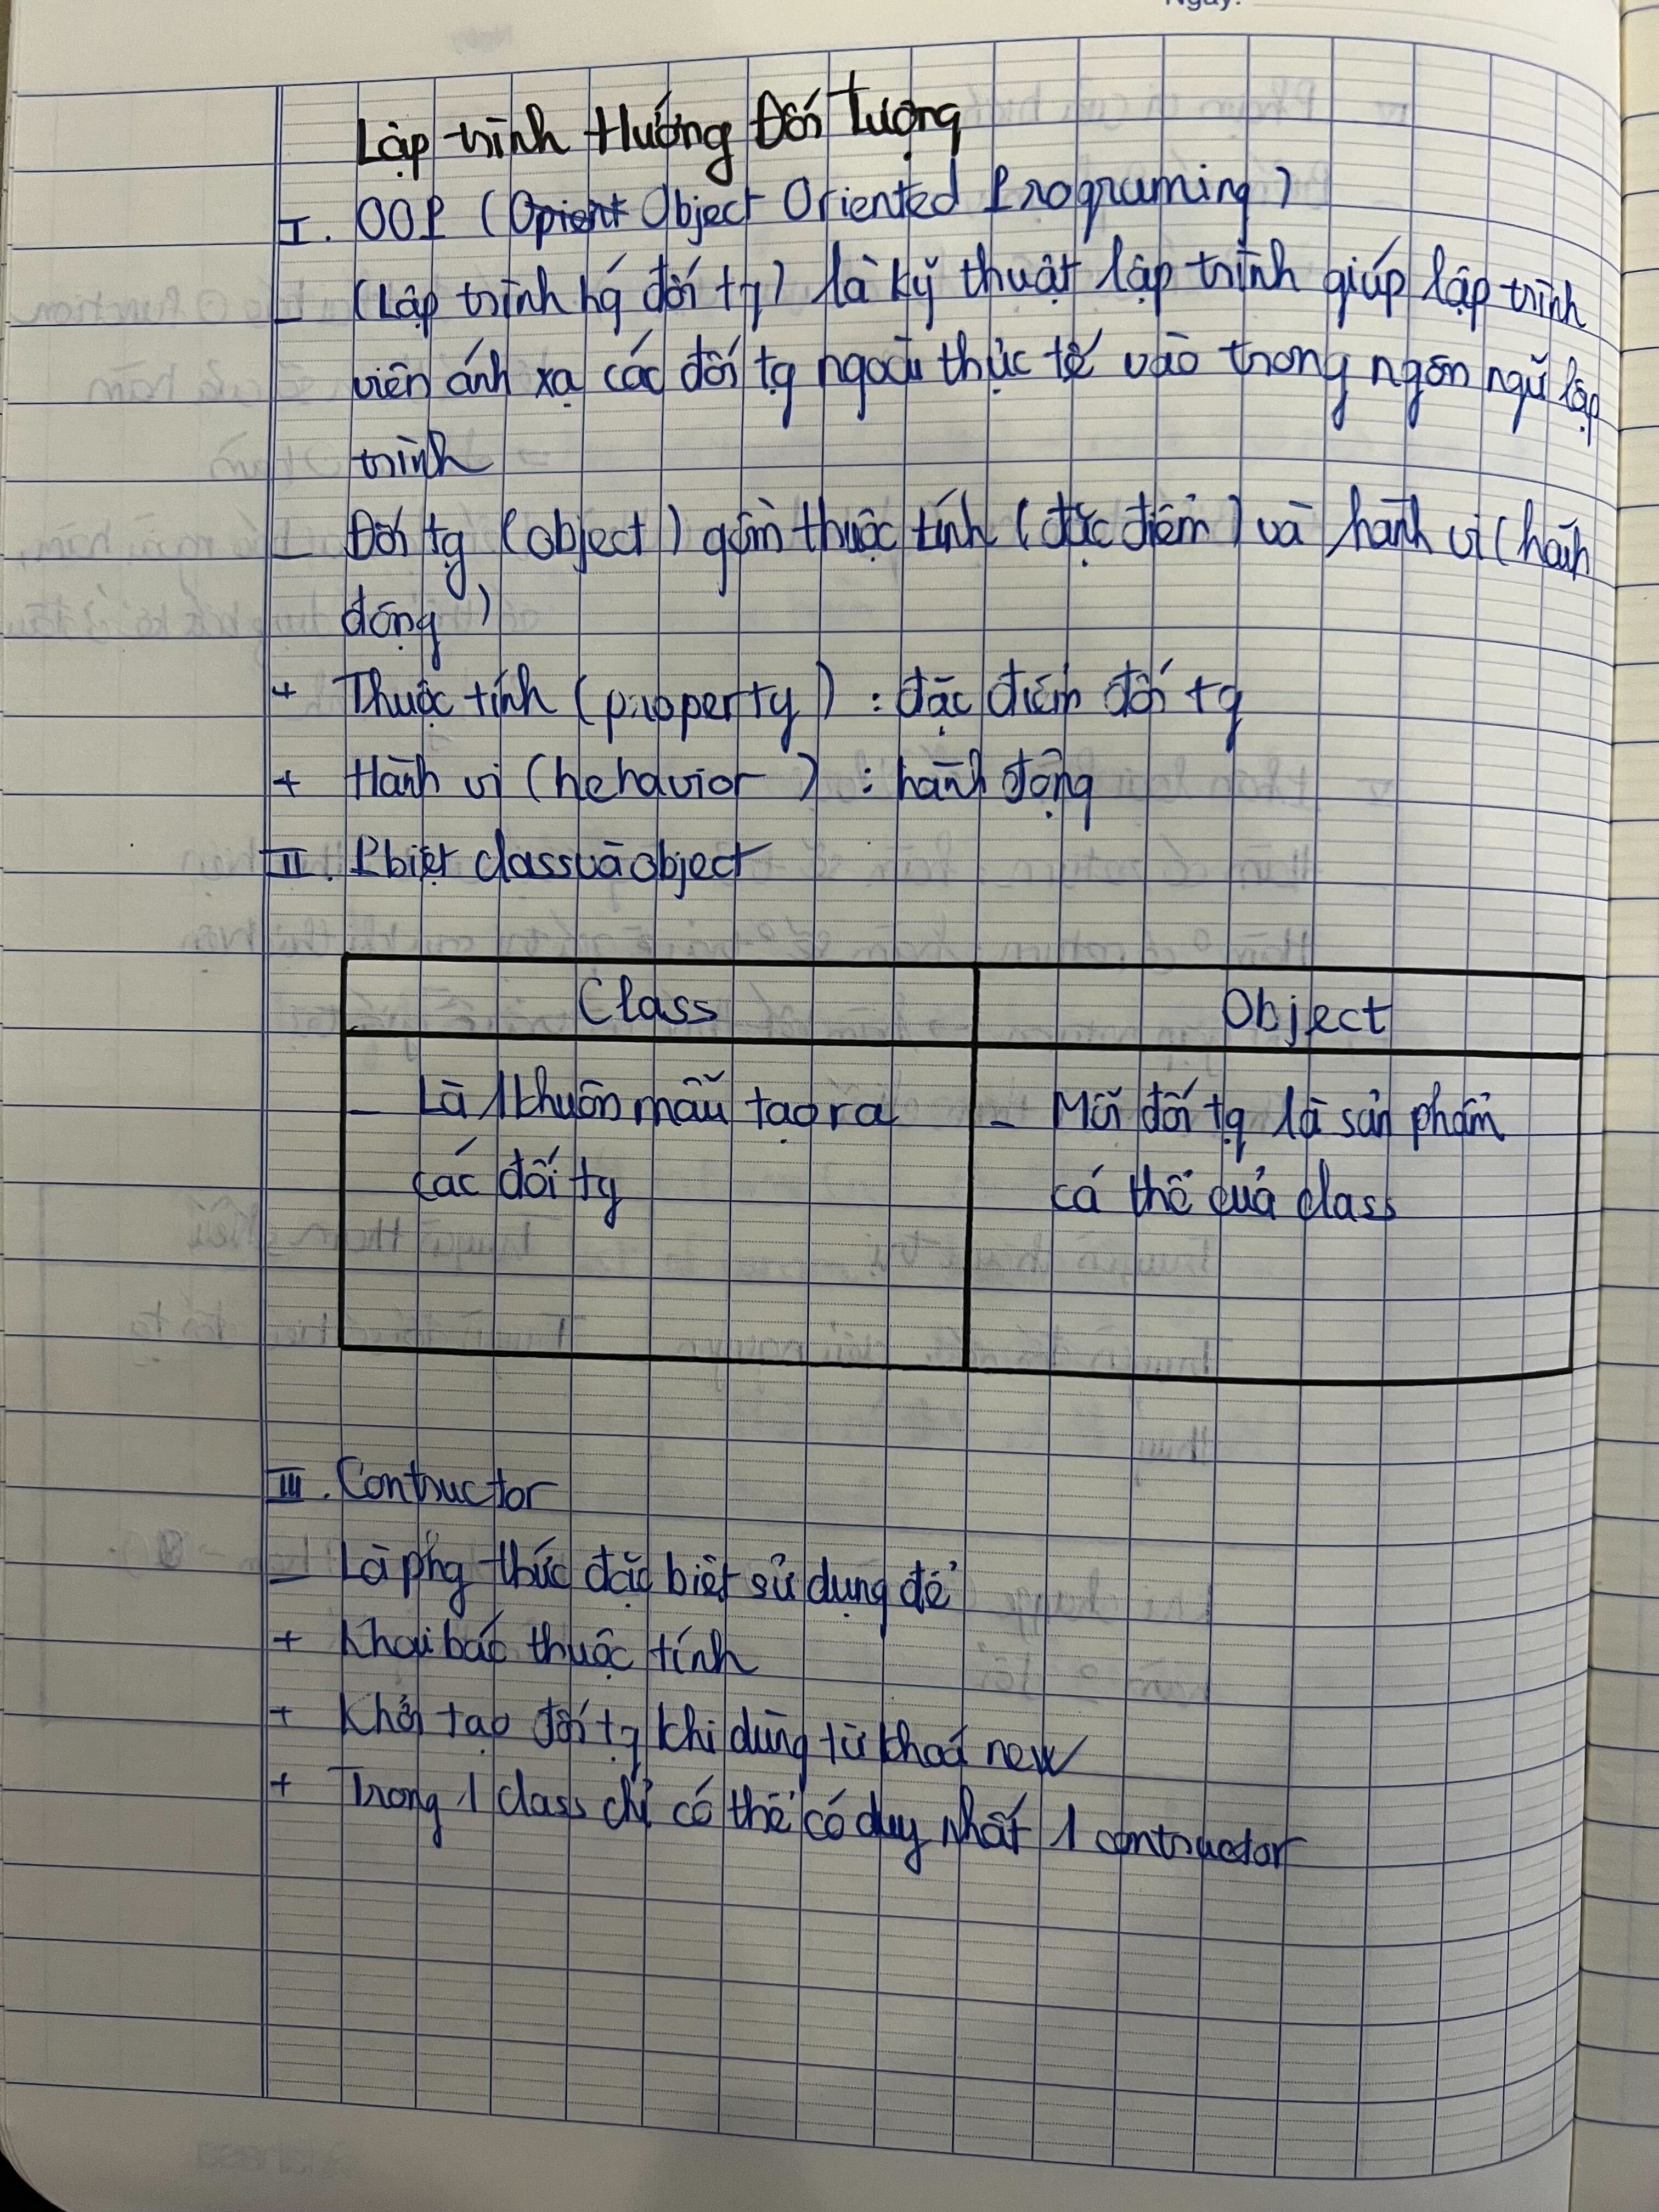 Ngày:
Lập trình Hướng Đối Tượng
I. OOP (Opient Object Oriented Programing)
- (Lập trình hg đối tg) là kỹ thuật lập trình giúp lập trình
viên ánh xạ các đối tg ngoài thực tế vào trong ngôn ngữ lập
trình
- Đối tg (object) gồm thuộc tính (đặc điểm) và hành vi (hành
động)
+ Thuộc tính (property) : đặc điểm đối tg
+ Hành vi (behavior) : hành động
II. Pbiệt class và object
Class
Object
- Là 1 khuôn mẫu tạo ra
các đối tg
- Mỗi đối tg là sản phẩm
cá thể của class
III. Contructor
- Là phg thức đặc biệt sử dụng để
+ Khai báo thuộc tính
+ Khởi tạo đối tg khi dùng từ khoá new
+ Trong 1 class chỉ có thể có duy nhất 1 contructor